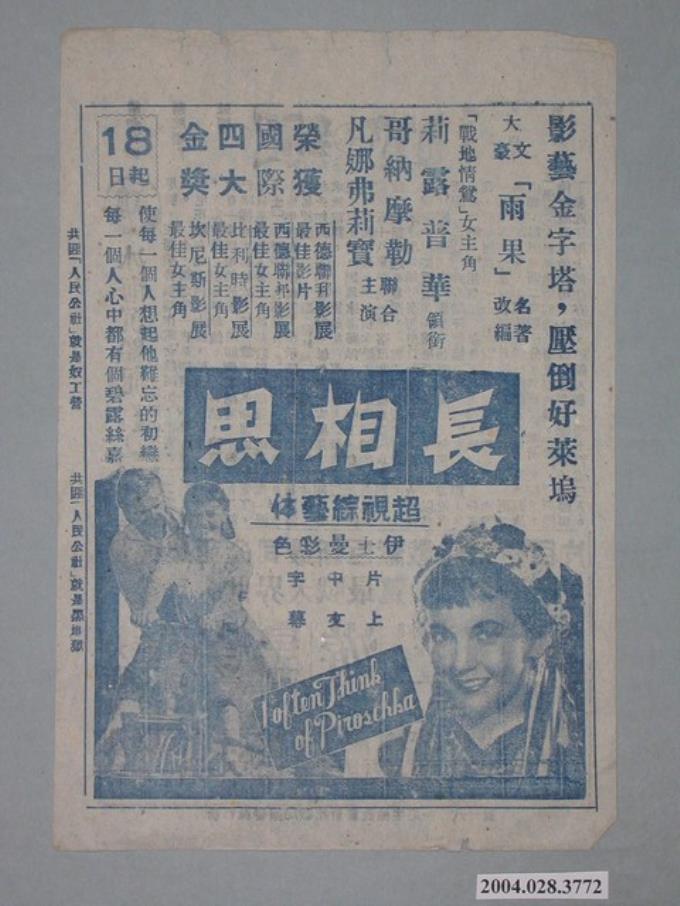 影藝金字塔，壓倒好萊塢
大文豪「雨果」名著改編
「戰地情鴛」女主角
莉露普華 領銜
哥納摩勒
凡娜弗莉寶
聯合主演
榮獲國際四大金獎
西德聯邦影展最佳影片
西德聯邦影展最佳女主角
比利時影展最佳女主角
坎尼斯影展最佳女主角
18日起
使每一個人想起他難忘的初戀
每一個人心中都有個碧露絲嘉
長相思
超視綜藝体
伊士曼彩色
片上中文字幕
I often Think
of Piroschka
共匪「人民公社」就是奴工營
共匪「人民公社」就是
2004.028.3772